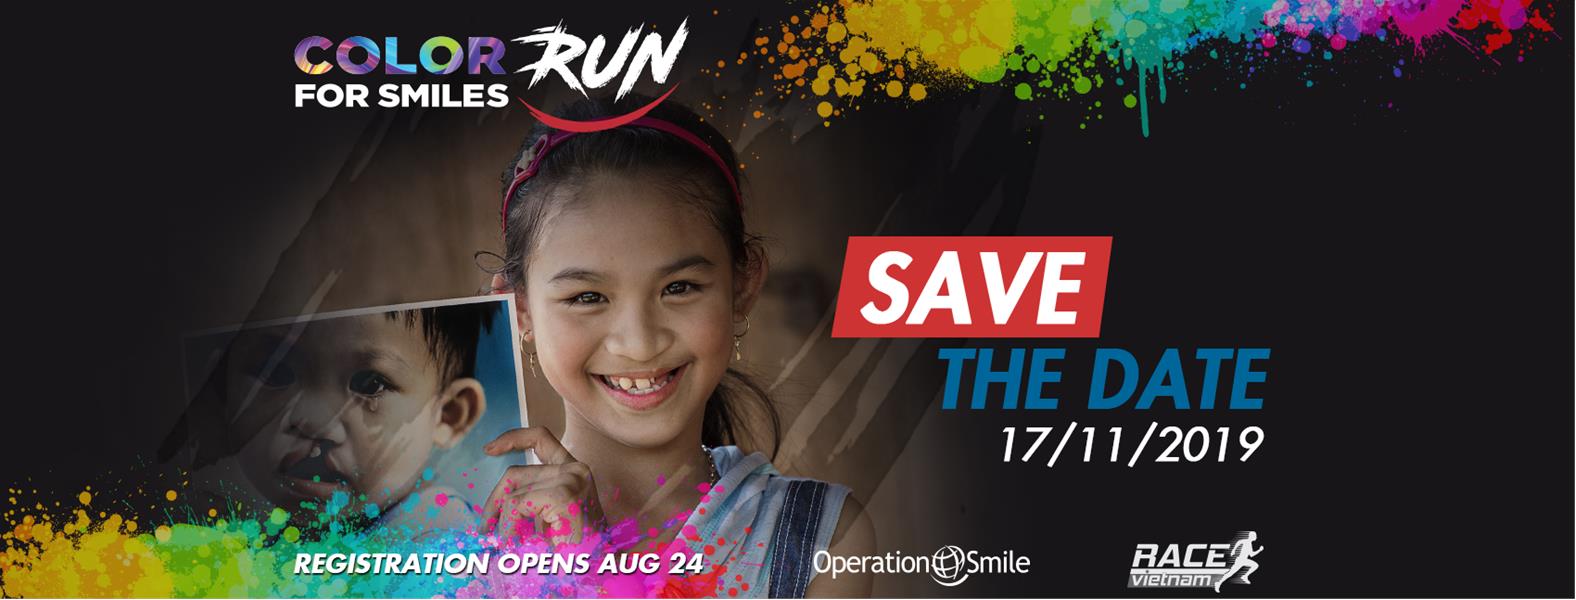 COLOR RUN
FOR SMILES
SAVE
THE DATE
17/11/2019
REGISTRATION OPENS AUG 24
Operation Smile
RACE
vietnam